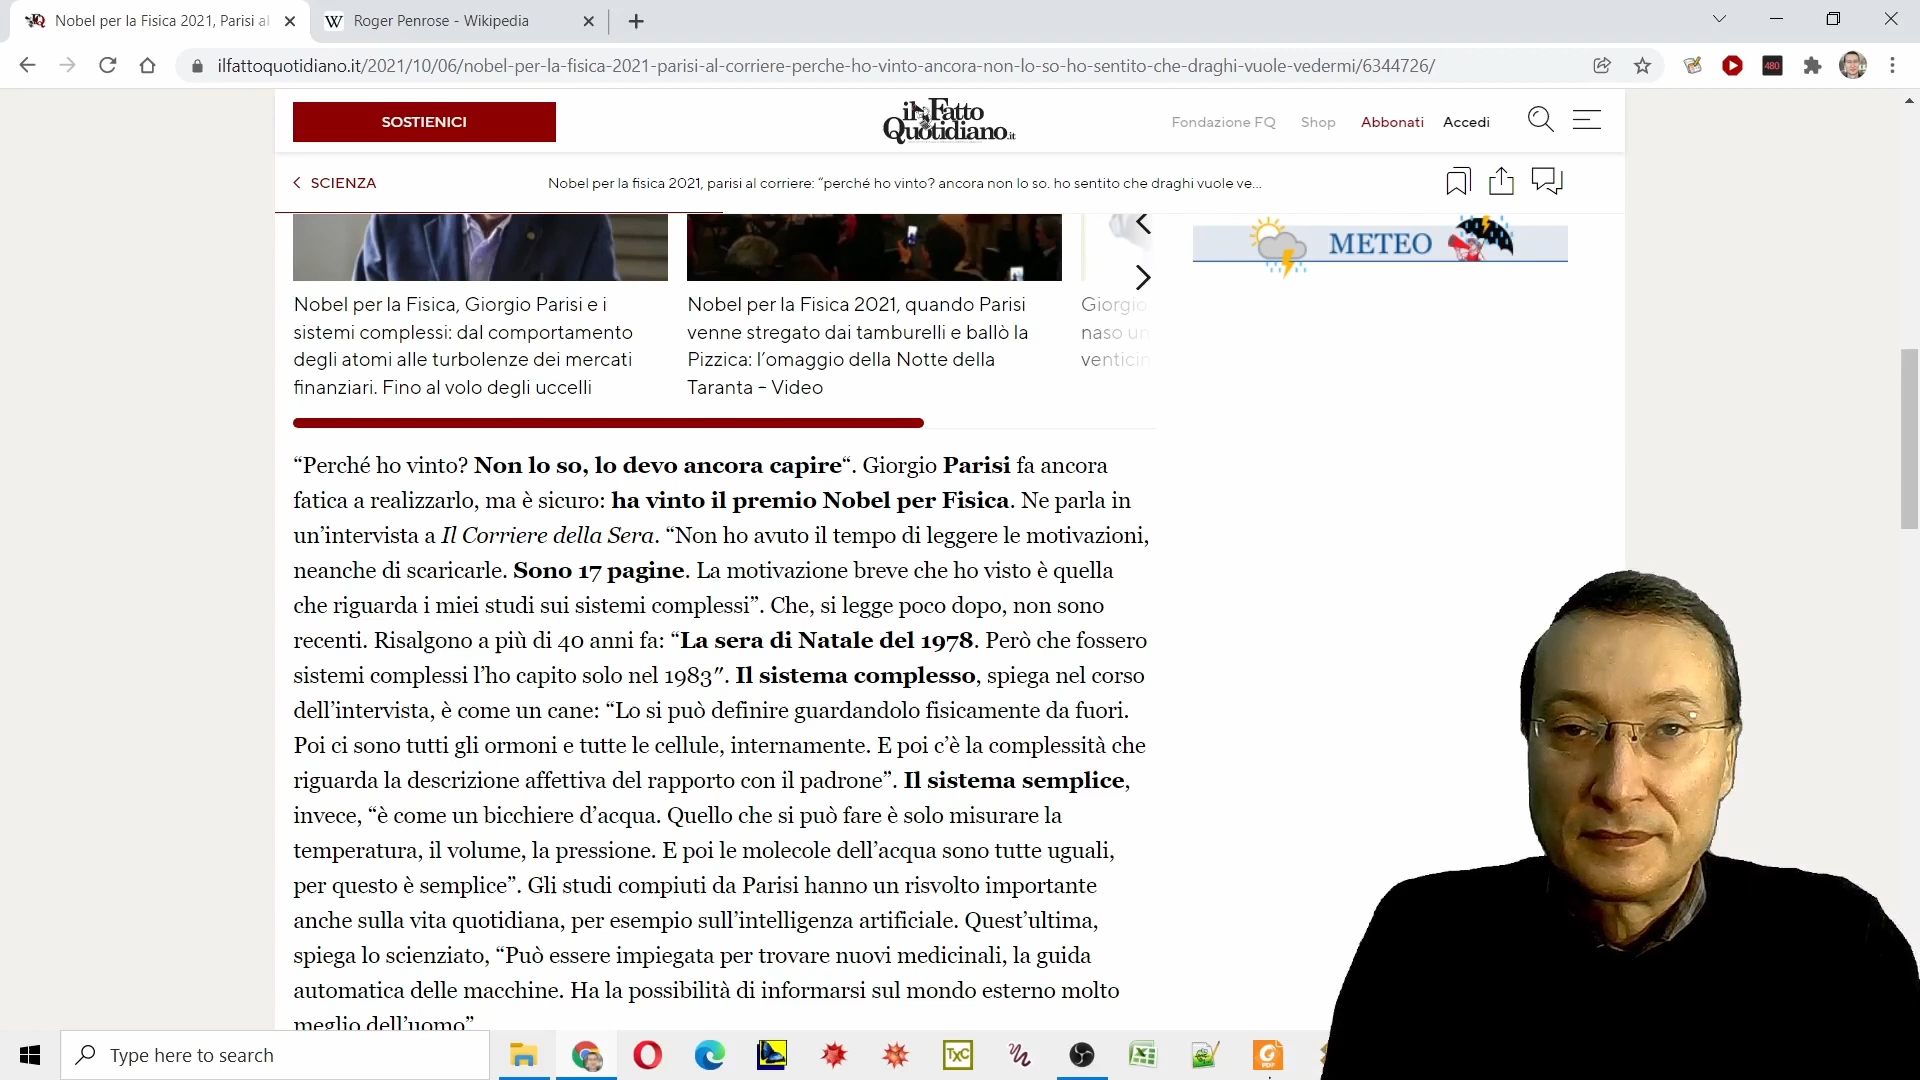 Nobel per la Fisica 2021, Parisi al
Roger Penrose - Wikipedia
ilfattoquotidiano.it/2021/10/06/nobel-per-la-fisica-2021-parisi-al-corriere-perche-ho-vinto-ancora-non-lo-so-ho-sentito-che-draghi-vuole-vedermi/6344726/
480
SOSTIENICI
il Fatto
Quotidiano.it
Fondazione FQ
Shop
Abbonati
Accedi
SCIENZA
Nobel per la fisica 2021, parisi al corriere: “perché ho vinto? ancora non lo so. ho sentito che draghi vuole ve...
METEO
Nobel per la Fisica, Giorgio Parisi e i
sistemi complessi: dal comportamento
degli atomi alle turbolenze dei mercati
finanziari. Fino al volo degli uccelli
Nobel per la Fisica 2021, quando Parisi
venne stregato dai tamburelli e ballò la
Pizzica: l’omaggio della Notte della
Taranta – Video
Giorgio
naso un
venticin
“Perché ho vinto? Non lo so, lo devo ancora capire“. Giorgio Parisi fa ancora
fatica a realizzarlo, ma è sicuro: ha vinto il premio Nobel per Fisica. Ne parla in
un’intervista a Il Corriere della Sera. “Non ho avuto il tempo di leggere le motivazioni,
neanche di scaricarle. Sono 17 pagine. La motivazione breve che ho visto è quella
che riguarda i miei studi sui sistemi complessi”. Che, si legge poco dopo, non sono
recenti. Risalgono a più di 40 anni fa: “La sera di Natale del 1978. Però che fossero
sistemi complessi l’ho capito solo nel 1983″. Il sistema complesso, spiega nel corso
dell’intervista, è come un cane: “Lo si può definire guardandolo fisicamente da fuori.
Poi ci sono tutti gli ormoni e tutte le cellule, internamente. E poi c’è la complessità che
riguarda la descrizione affettiva del rapporto con il padrone”. Il sistema semplice,
invece, “è come un bicchiere d’acqua. Quello che si può fare è solo misurare la
temperatura, il volume, la pressione. E poi le molecole dell’acqua sono tutte uguali,
per questo è semplice”. Gli studi compiuti da Parisi hanno un risvolto importante
anche sulla vita quotidiana, per esempio sull’intelligenza artificiale. Quest’ultima,
spiega lo scienziato, “Può essere impiegata per trovare nuovi medicinali, la guida
automatica delle macchine. Ha la possibilità di informarsi sul mondo esterno molto
meglio dell’uomo”
Type here to search
TXC
PDF